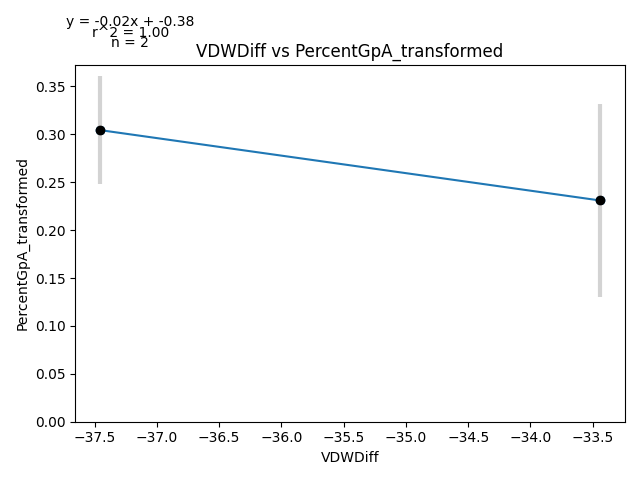 y = -0.02x + -0.38
r^2 = 1.00
n = 2
VDWDiff vs PercentGpA_transformed
PercentGpA_transformed
0.35
0.30
0.25
0.20
0.15
0.10
0.05
0.00
−37.5 −37.0 −36.5 −36.0 −35.5 −35.0 −34.5 −34.0 −33.5
VDWDiff